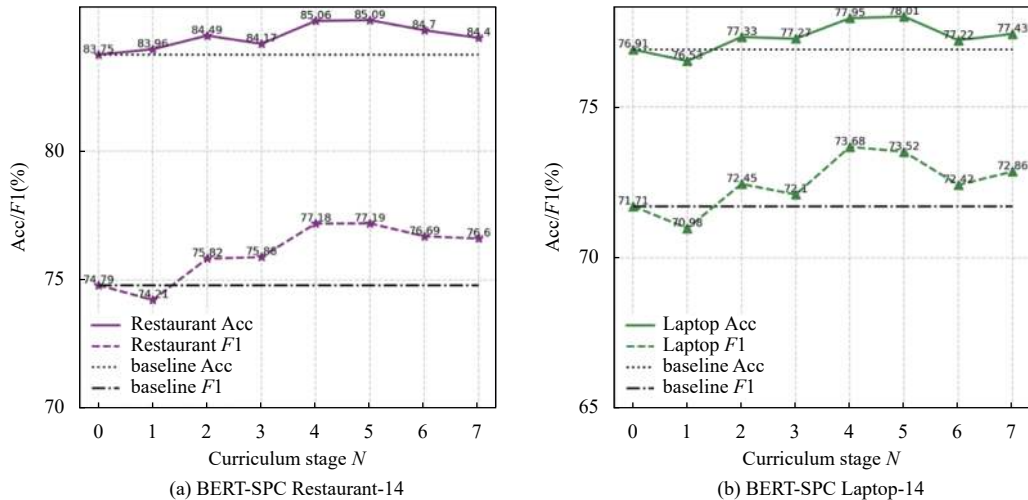 83.75 83.96 84.49 84.17 85.06 85.09 84.7 84.4
80
Acc/F1(%)
77.18 77.19 76.69 76.6
75.82 75.88
75
74.79 74.21
Restaurant Acc
Restaurant F1
baseline Acc
baseline F1
70
0 1 2 3 4 5 6 7
Curriculum stage N
(a) BERT-SPC Restaurant-14
76.91 76.53 77.33 77.27 77.95 78.01 77.22 77.43
75
Acc/F1(%)
73.68 73.52
72.45 72.1 72.42 72.86
71.71 70.98
70
Laptop Acc
Laptop F1
baseline Acc
baseline F1
65
0 1 2 3 4 5 6 7
Curriculum stage N
(b) BERT-SPC Laptop-14